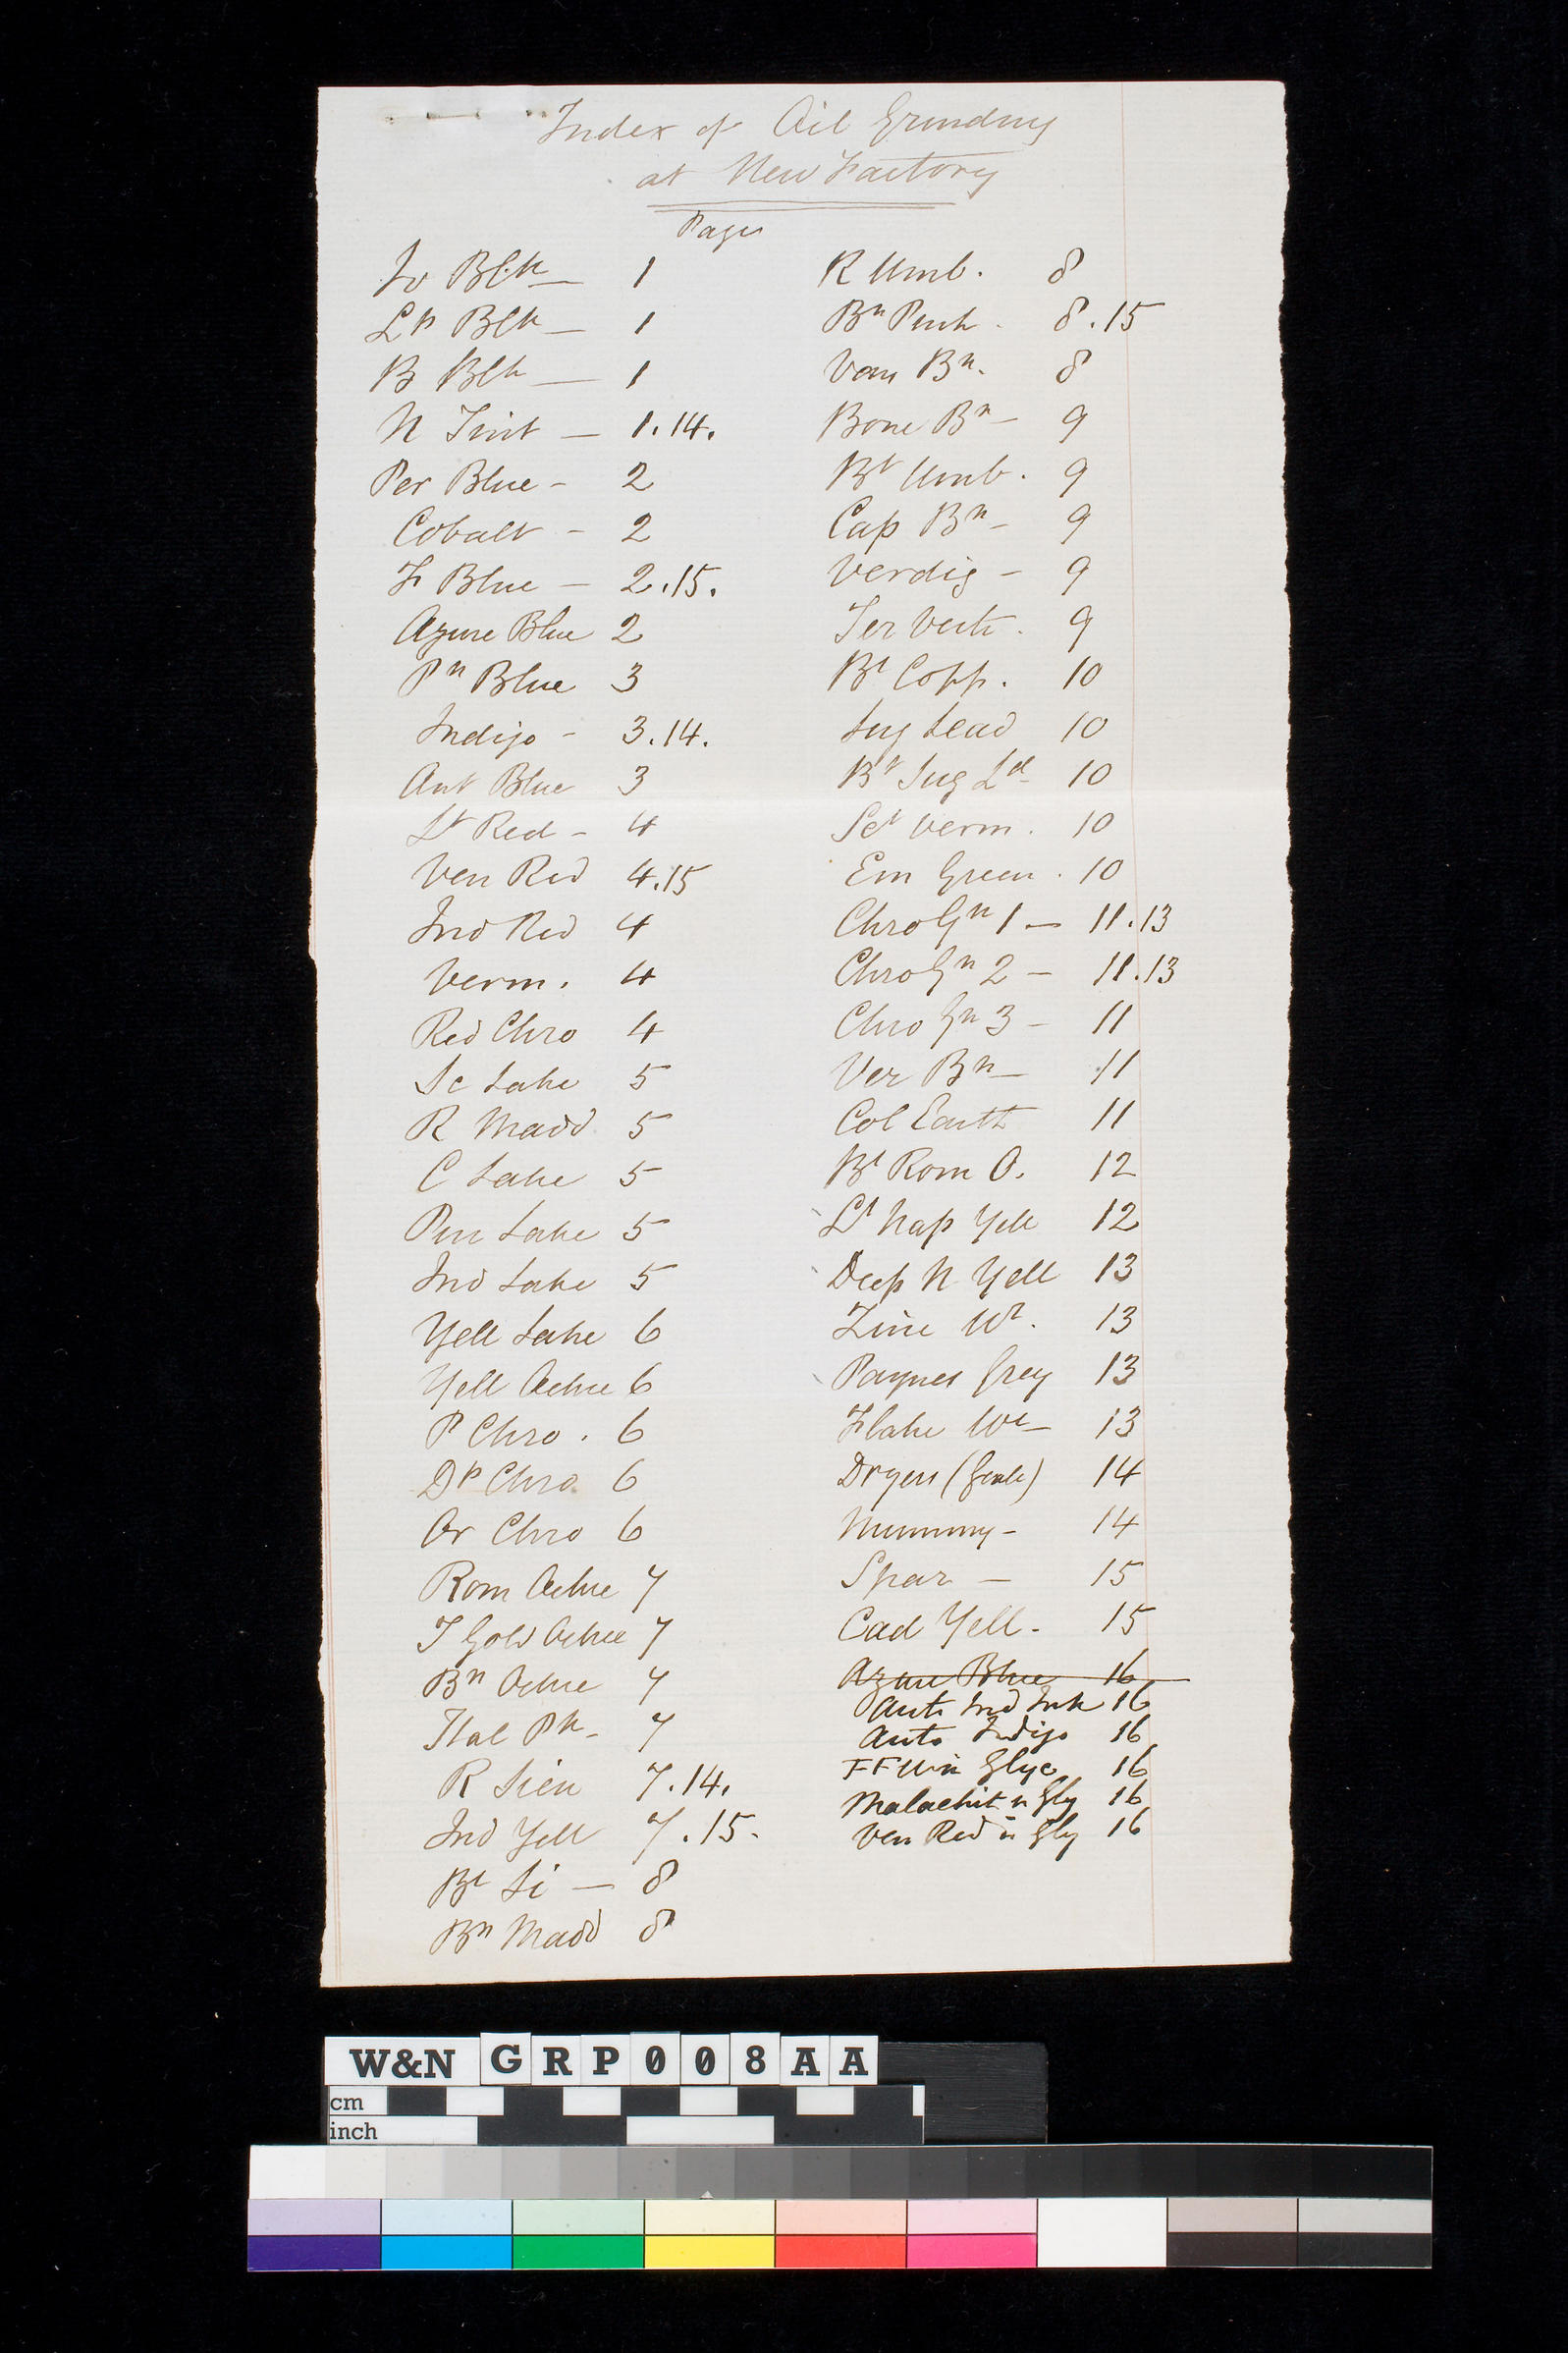 Index of Oil Grinding
at New Factory
Pages
Iv Blk — 1
Lp Blk — 1
B Blk — 1
N Tint — 1.14.
Per Blue - 2
Cobalt - 2
Fr Blue — 2.15.
Azure Blue 2
Pn Blue 3
Indigo - 3.14.
Ant Blue 3
Lt Red - 4
Ven Red 4.15
Ind Red 4
Verm. 4
Red Chro 4
Sc Lake 5
R Madd 5
C Lake 5
Pur Lake 5
Ind Lake 5
Yell Lake 6
Yell Ochre 6
P Chro. 6
Dp Chro. 6
Or Chro 6
Rom Ochre 7
T Gold Ochre 7
Bn Ochre 7
Ital Pk - 7
R Sien 7.14.
Ind Yell 7.15.
Bt Si — 8
Bn Madd 8
R Umb. 8
Bn Pink - 8.15
Van Bn. 8
Bone Bn - 9
Bt Umb. 9
Cap Bn - 9
Verdig - 9
Ter Verte. 9
Bt Copp. 10
Sug Lead 10
Bt Sug Ld 10
Sct Verm. 10
Em Green. 10
Chro Gn 1 — 11.13
Chro Gn 2 — 11.13
Chro Gn 3 - 11
Ver Bn — 11
Col Earth 11
Bt Rom O. 12
Lt Nap Yell 12
Deep N Yell 13
Zinc Wt. 13
Paynes Grey 13
Flake We — 13
Dryers ( ) 14
Mummy - 14
Spar — 15
Cad Yell - 15
Azure Blue 16
Auto Ind Ink 16
Auto Indigo 16
FF in Glyc 16
Malachit in Gly 16
Ven Red in Gly 16
W&N GRP008AA
cm
inch